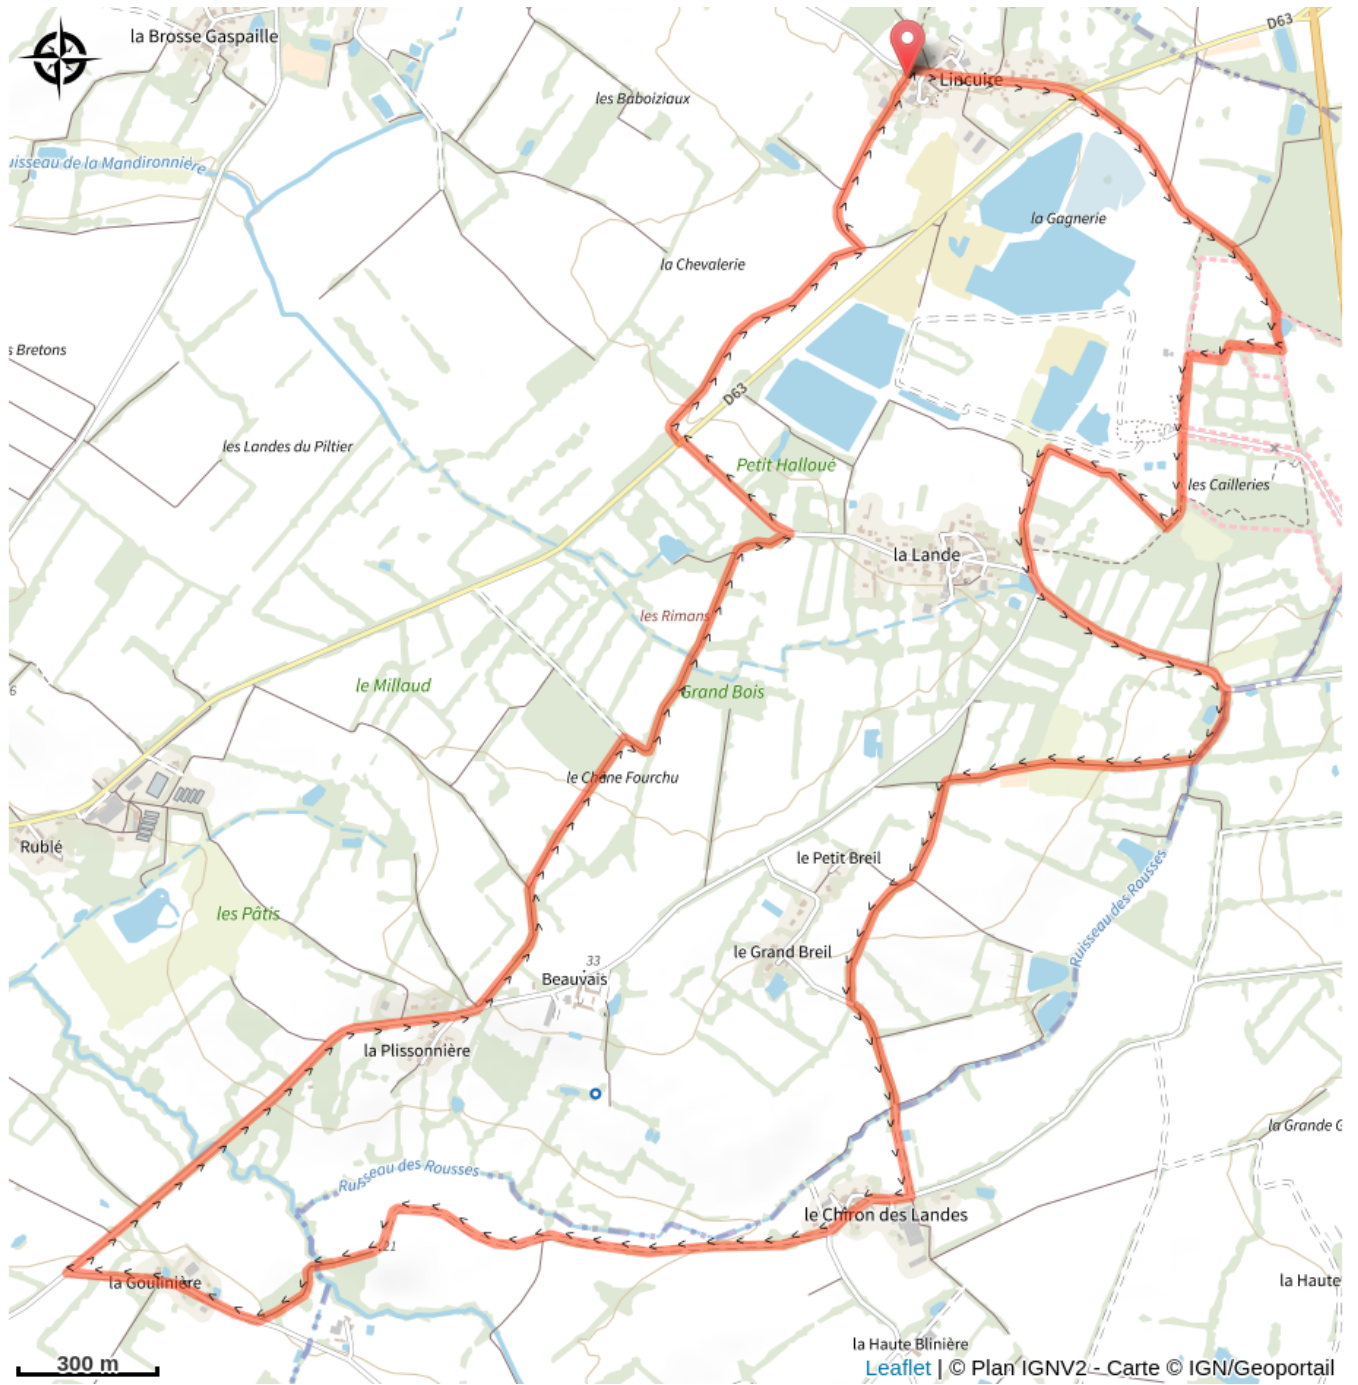 D63
la Brosse Gaspaille
Lincuire
les Baboiziaux
uisseau de la Mandironnière
la Gagnerie
la Chevalerie
s Bretons
D63
les Landes du Piltier
Petit Halloué
les Cailleries
la Lande
les Rimans
le Millaud
Grand Bois
6
le Chêne Fourchu
Rublé
le Petit Breil
les Pâtis
Ruisseau des Rousses
le Grand Breil
33
Beauvais
la Plissonnière
la Grande G
Ruisseau des Rousses
le Chiron des Landes
21
la Goulinière
la Haute
la Haute Blinière
300 m
Leaflet | © Plan IGNV2 - Carte © IGN/Geoportail